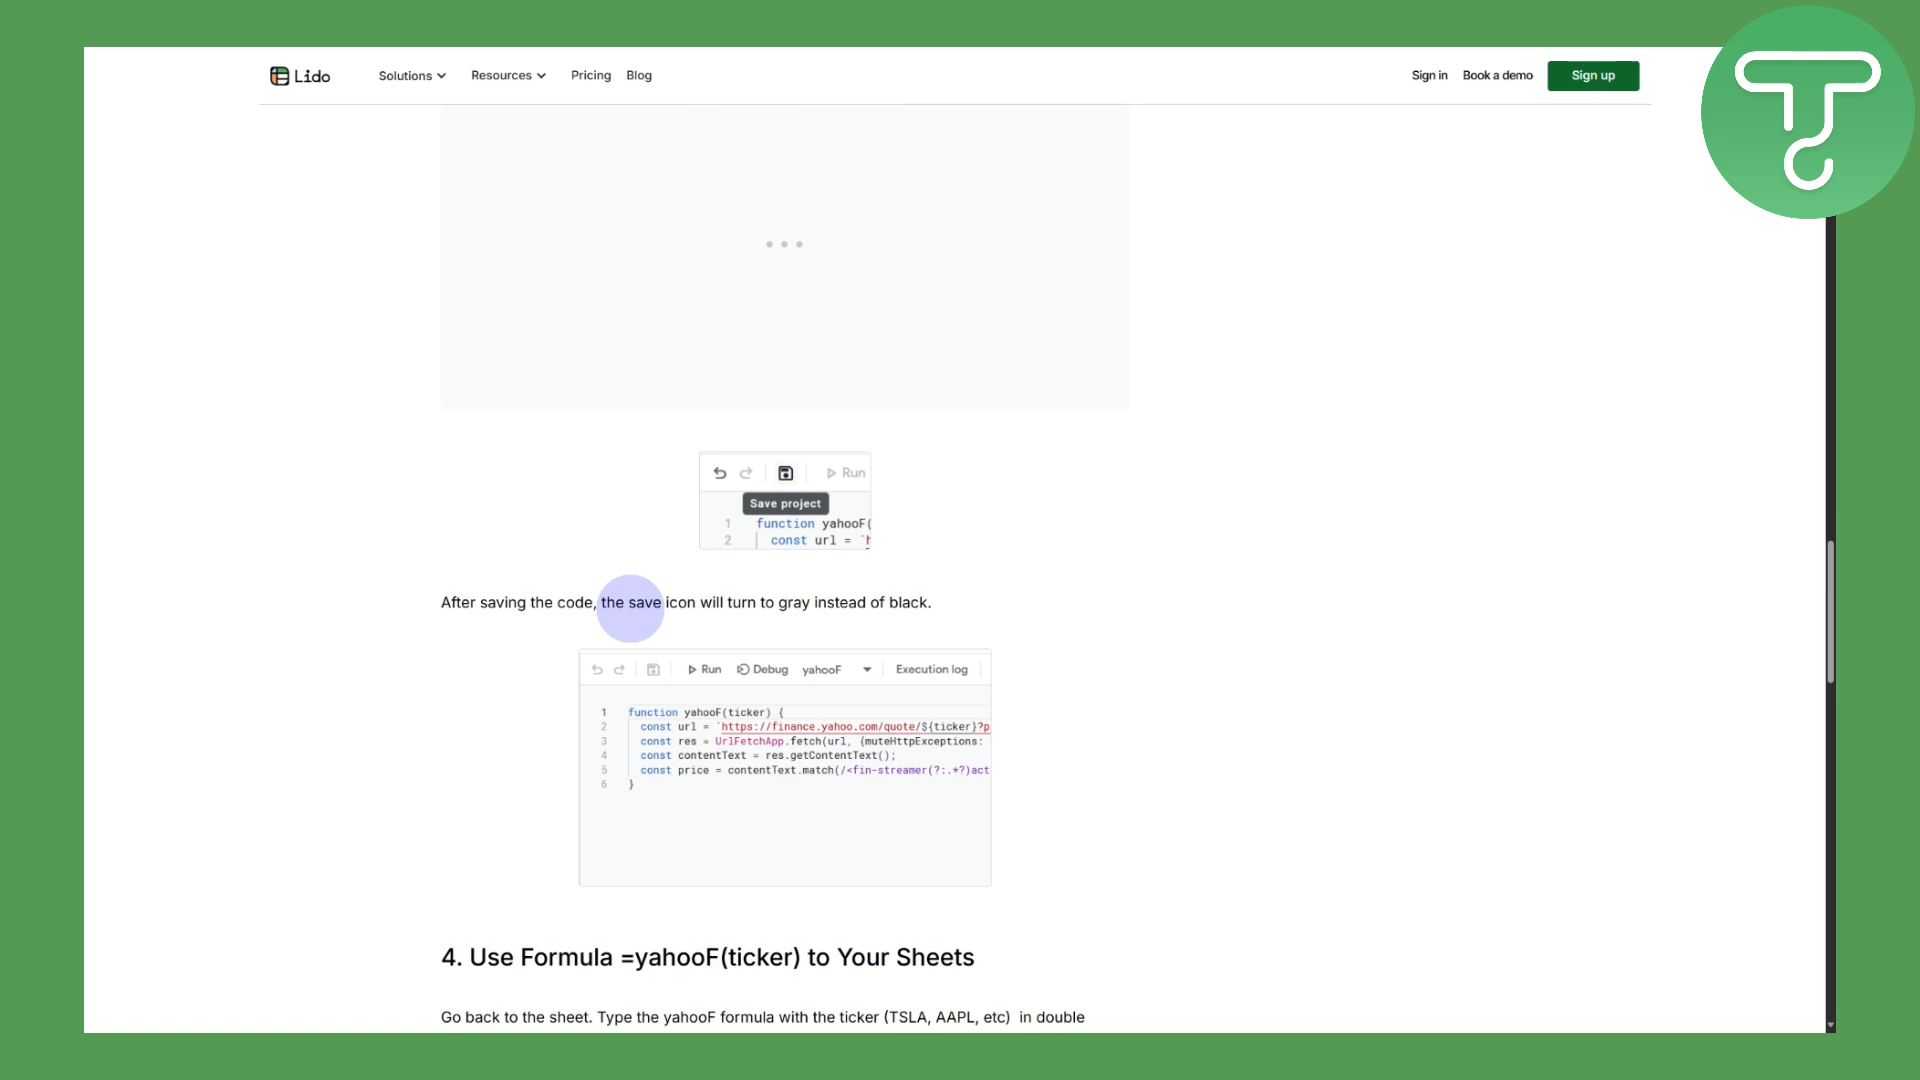 Lido Solutions Resources Pricing Blog Sign in Book a demo Sign up
Run
Save project
1 function yahooF(
2 const url = `h
After saving the code, the save icon will turn to gray instead of black.
Run Debug yahooF Execution log
1 function yahooF(ticker) {
2 const url = `https://finance.yahoo.com/quote/${ticker}?p
3 const res = UrlFetchApp.fetch(url, {muteHttpExceptions:
4 const contentText = res.getContentText();
5 const price = contentText.match(/<fin-streamer(?:.*?)act
6 }
4. Use Formula =yahooF(ticker) to Your Sheets
Go back to the sheet. Type the yahooF formula with the ticker (TSLA, AAPL, etc) in double